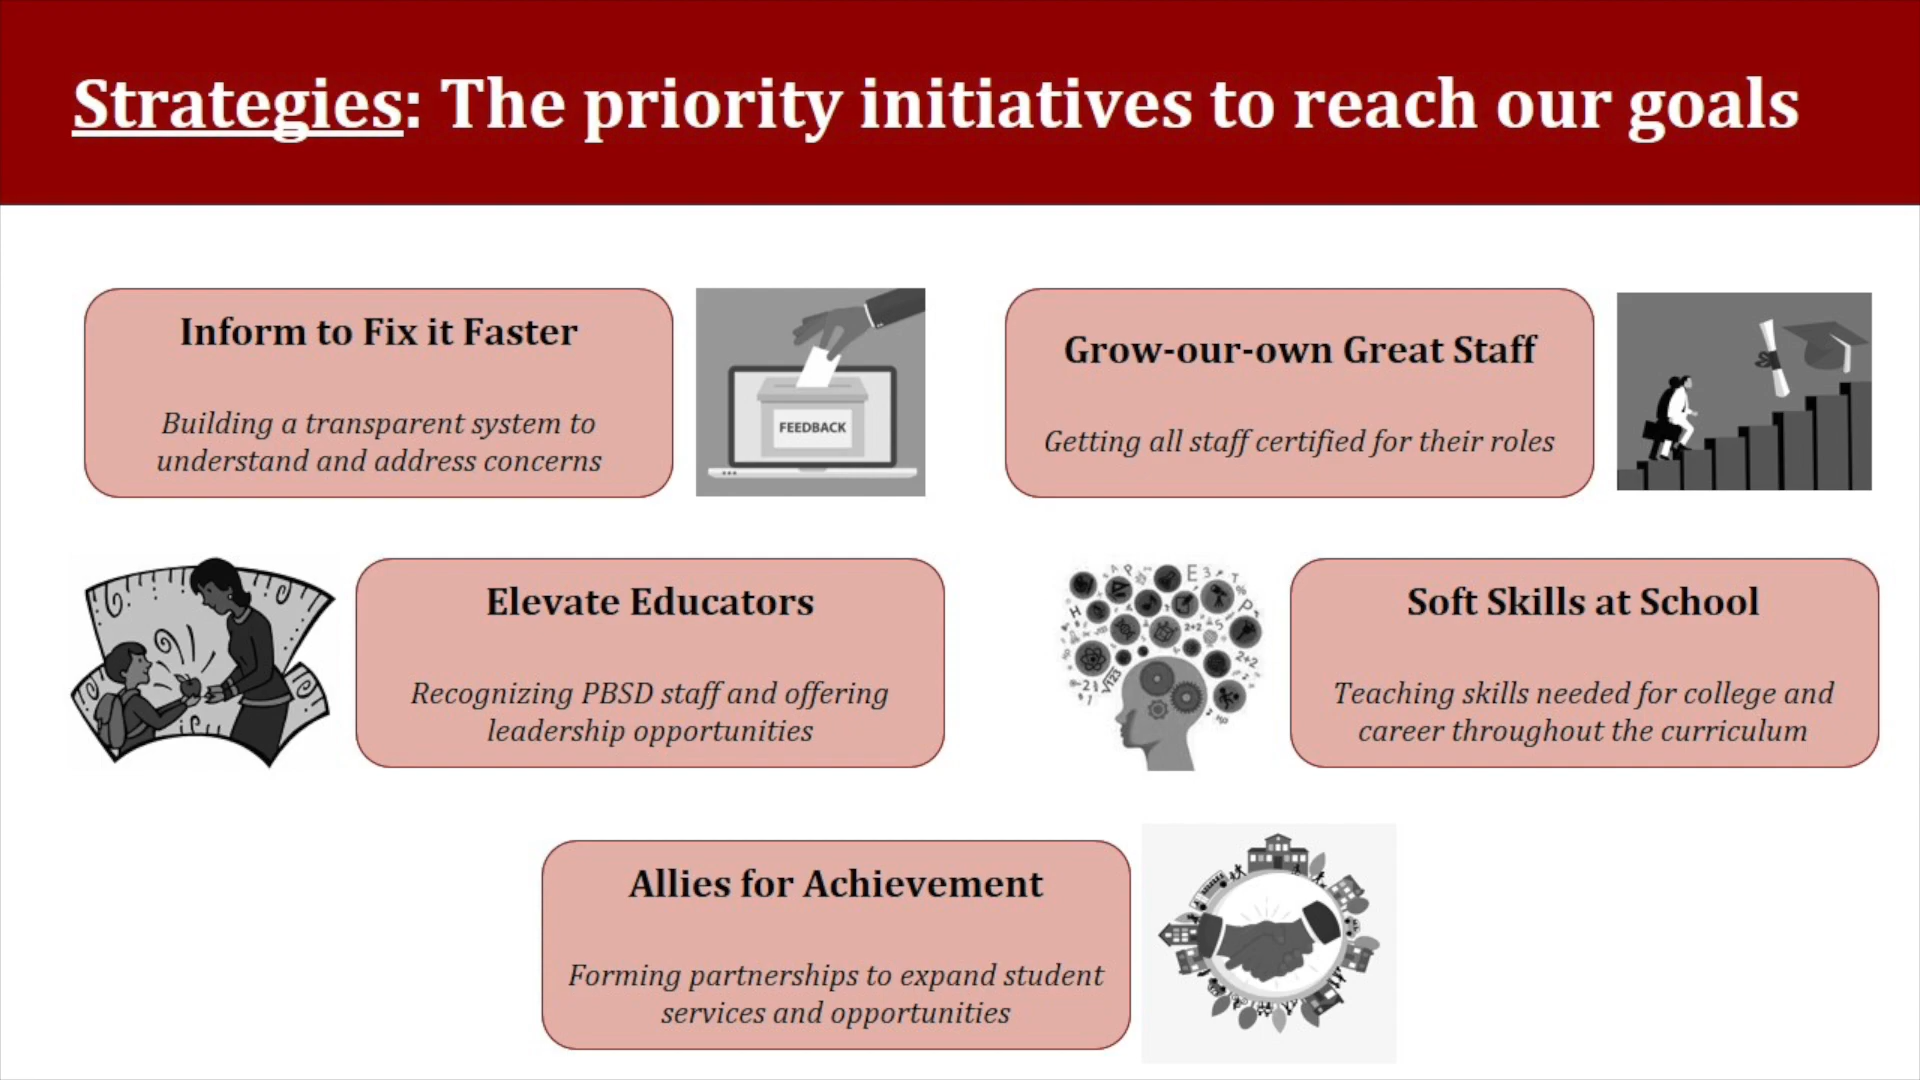 Strategies: The priority initiatives to reach our goals
Inform to Fix it Faster
Building a transparent system to
understand and address concerns
FEEDBACK
Grow-our-own Great Staff
Getting all staff certified for their roles
Elevate Educators
Recognizing PBSD staff and offering
leadership opportunities
Soft Skills at School
Teaching skills needed for college and
career throughout the curriculum
Allies for Achievement
Forming partnerships to expand student
services and opportunities